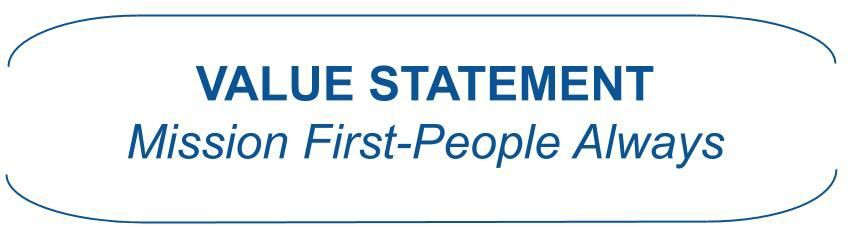 VALUE STATEMENT
Mission First-People Always